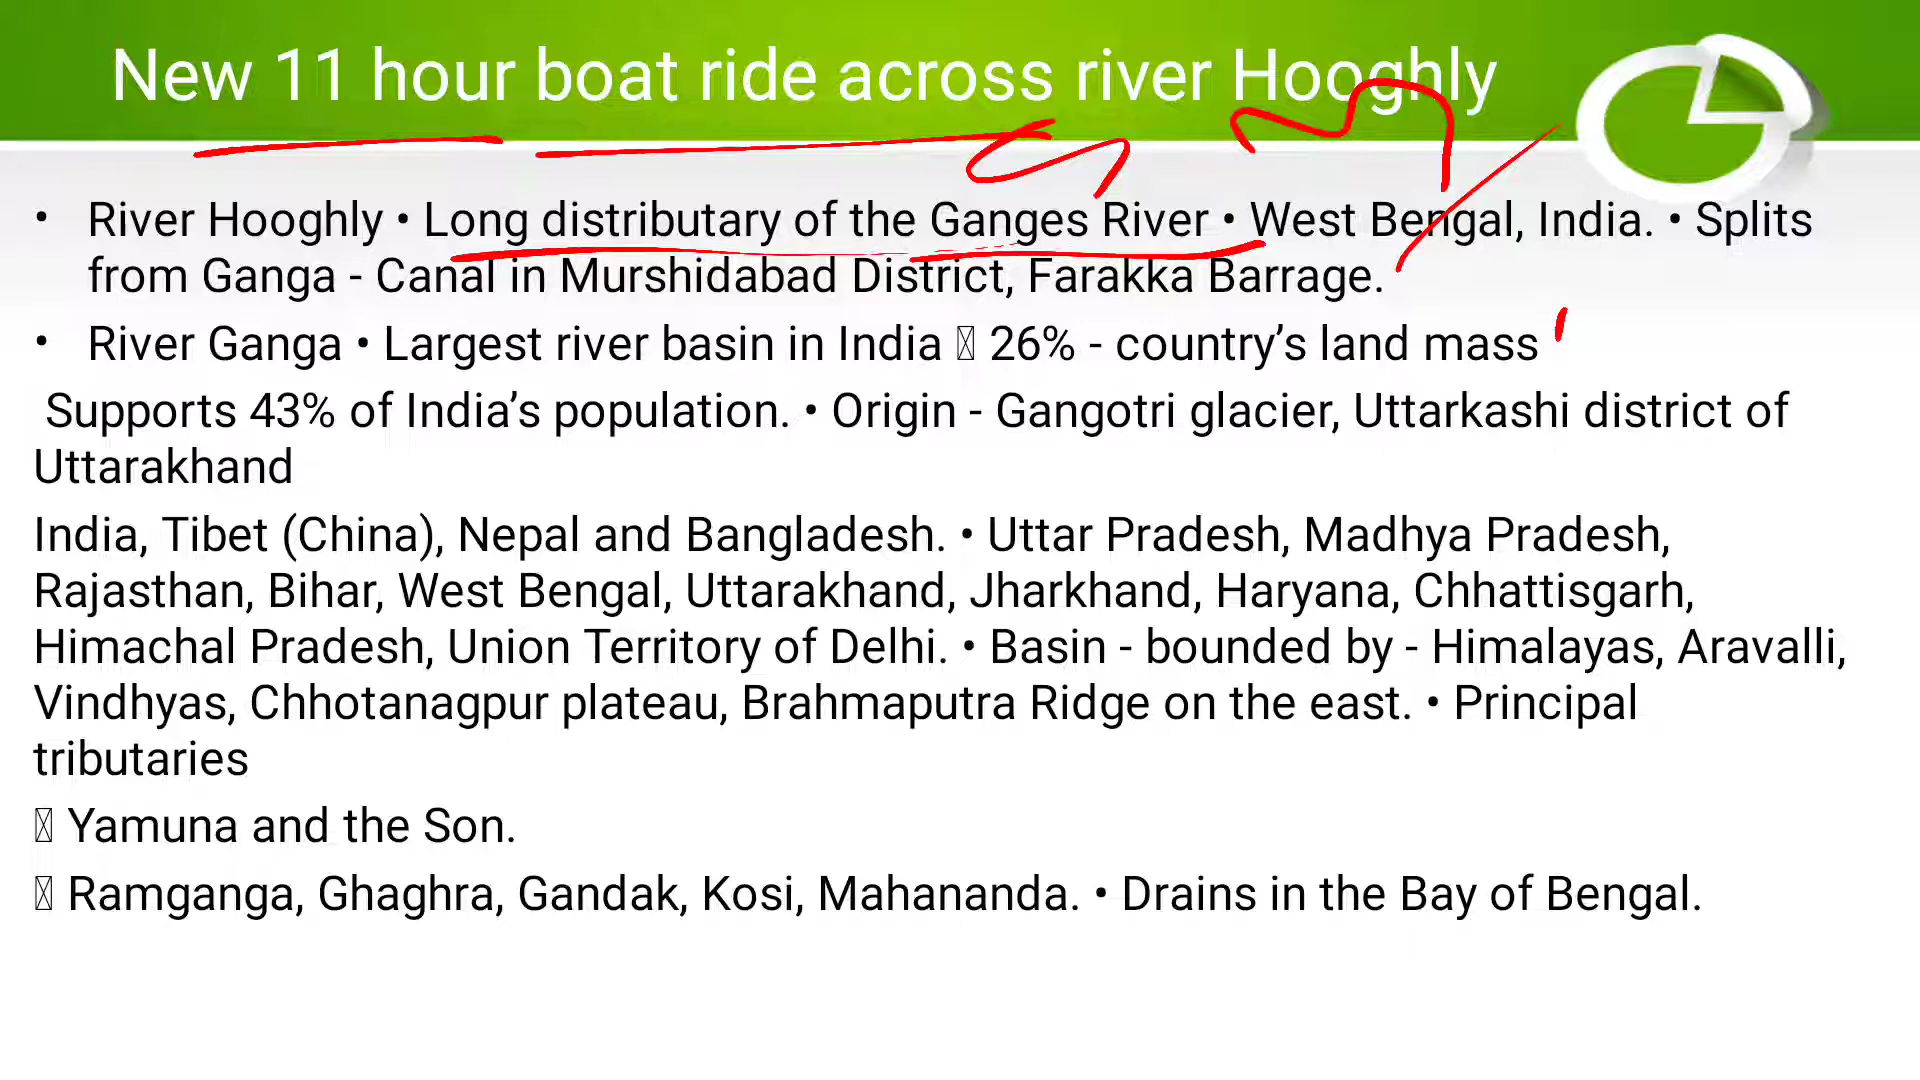 New 11 hour boat ride across river Hooghly
• River Hooghly • Long distributary of the Ganges River • West Bengal, India. • Splits
from Ganga - Canal in Murshidabad District, Farakka Barrage.
• River Ganga • Largest river basin in India  26% - country’s land mass
Supports 43% of India’s population. • Origin - Gangotri glacier, Uttarkashi district of
Uttarakhand
India, Tibet (China), Nepal and Bangladesh. • Uttar Pradesh, Madhya Pradesh,
Rajasthan, Bihar, West Bengal, Uttarakhand, Jharkhand, Haryana, Chhattisgarh,
Himachal Pradesh, Union Territory of Delhi. • Basin - bounded by - Himalayas, Aravalli,
Vindhyas, Chhotanagpur plateau, Brahmaputra Ridge on the east. • Principal
tributaries
 Yamuna and the Son.
 Ramganga, Ghaghra, Gandak, Kosi, Mahananda. • Drains in the Bay of Bengal.